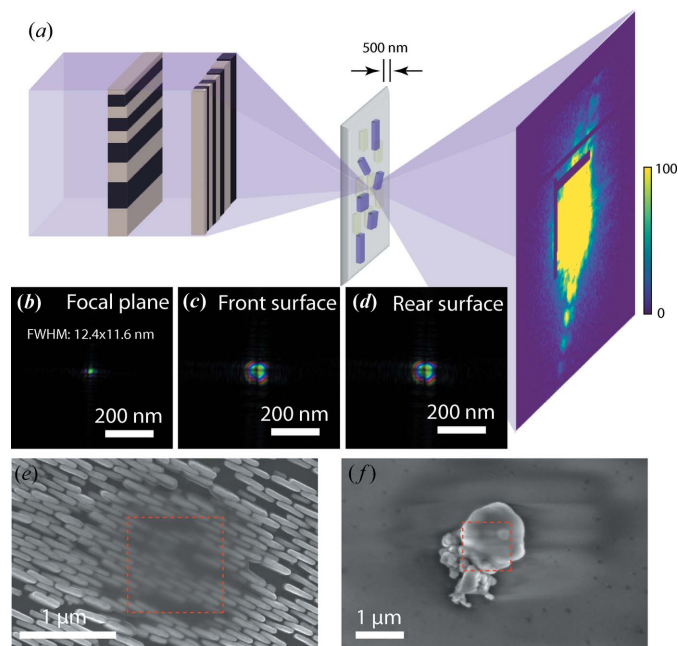 (a)
500 nm
100
0
(b) Focal plane
FWHM: 12.4x11.6 nm
200 nm
(c) Front surface
200 nm
(d) Rear surface
200 nm
(e)
1 μm
(f)
1 μm